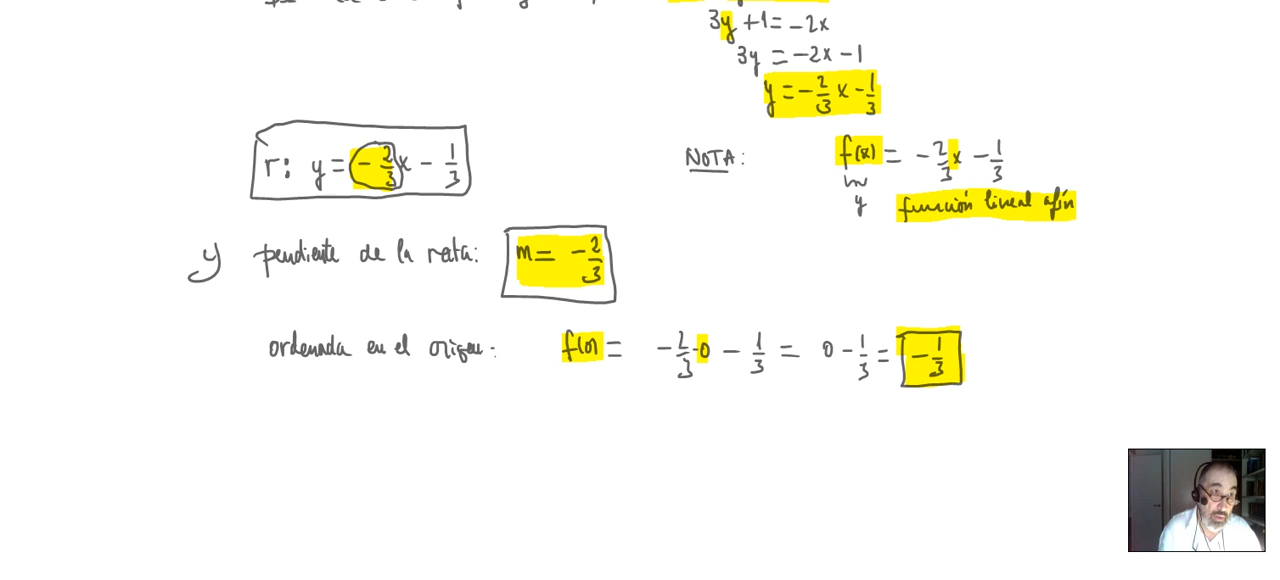 3y + 1 = -2x
3y = -2x - 1
y = -2/3 x - 1/3
r: y = -2/3 x - 1/3
NOTA: f(x) = -2/3 x - 1/3
y función lineal afín
y pendiente de la recta: m = -2/3
ordenada en el origen: f(0) = -2/3·0 - 1/3 = 0 - 1/3 = -1/3